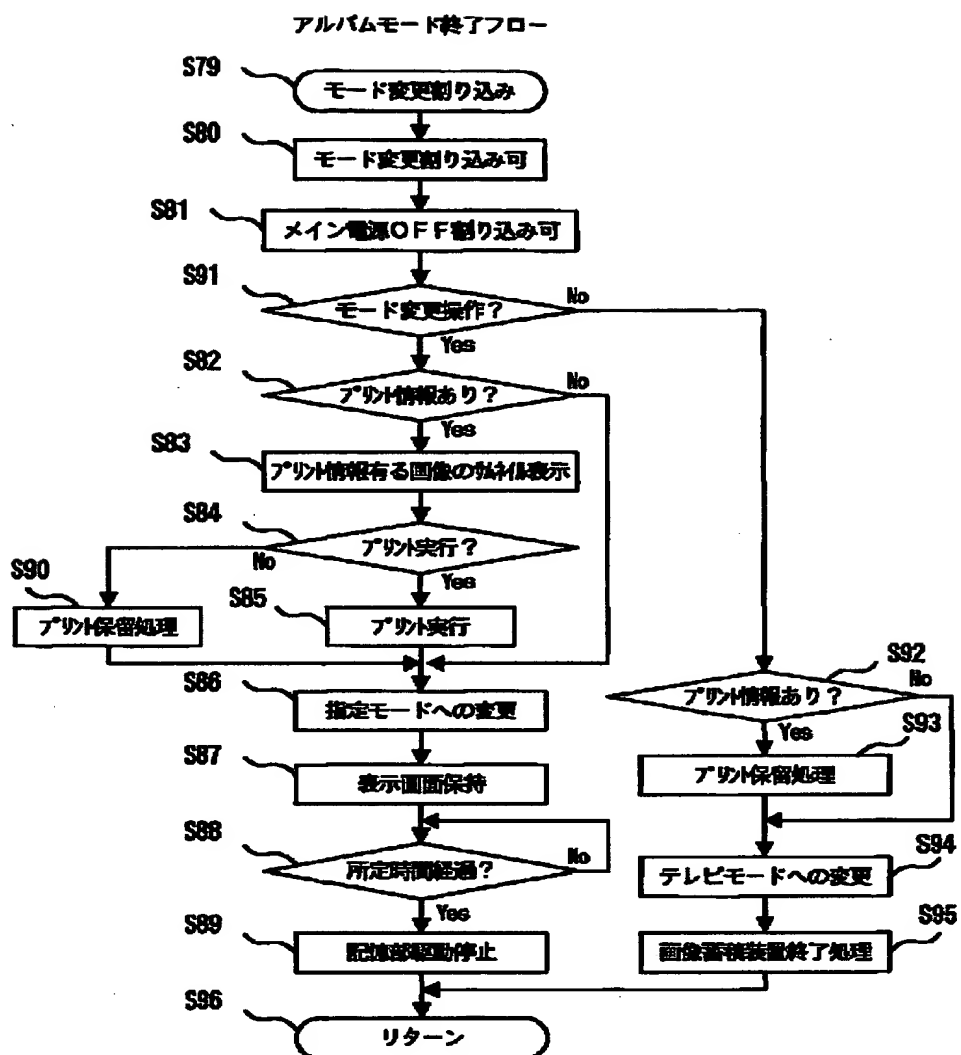 アルバムモード終了フロー
S79
モード変更割り込み
S80
モード変更割り込み可
S81
メイン電源OFF割り込み可
S91
モード変更操作？
No
Yes
S82
プリント情報あり？
No
Yes
S83
プリント情報有る画像のサムネイル表示
S84
プリント実行？
No
Yes
S90
プリント保留処理
S85
プリント実行
S86
指定モードへの変更
S87
表示画面保持
S88
所定時間経過？
No
Yes
S89
記憶部駆動停止
S92
プリント情報あり？
No
Yes
S93
プリント保留処理
S94
テレビモードへの変更
S95
画像蓄積装置終了処理
S96
リターン